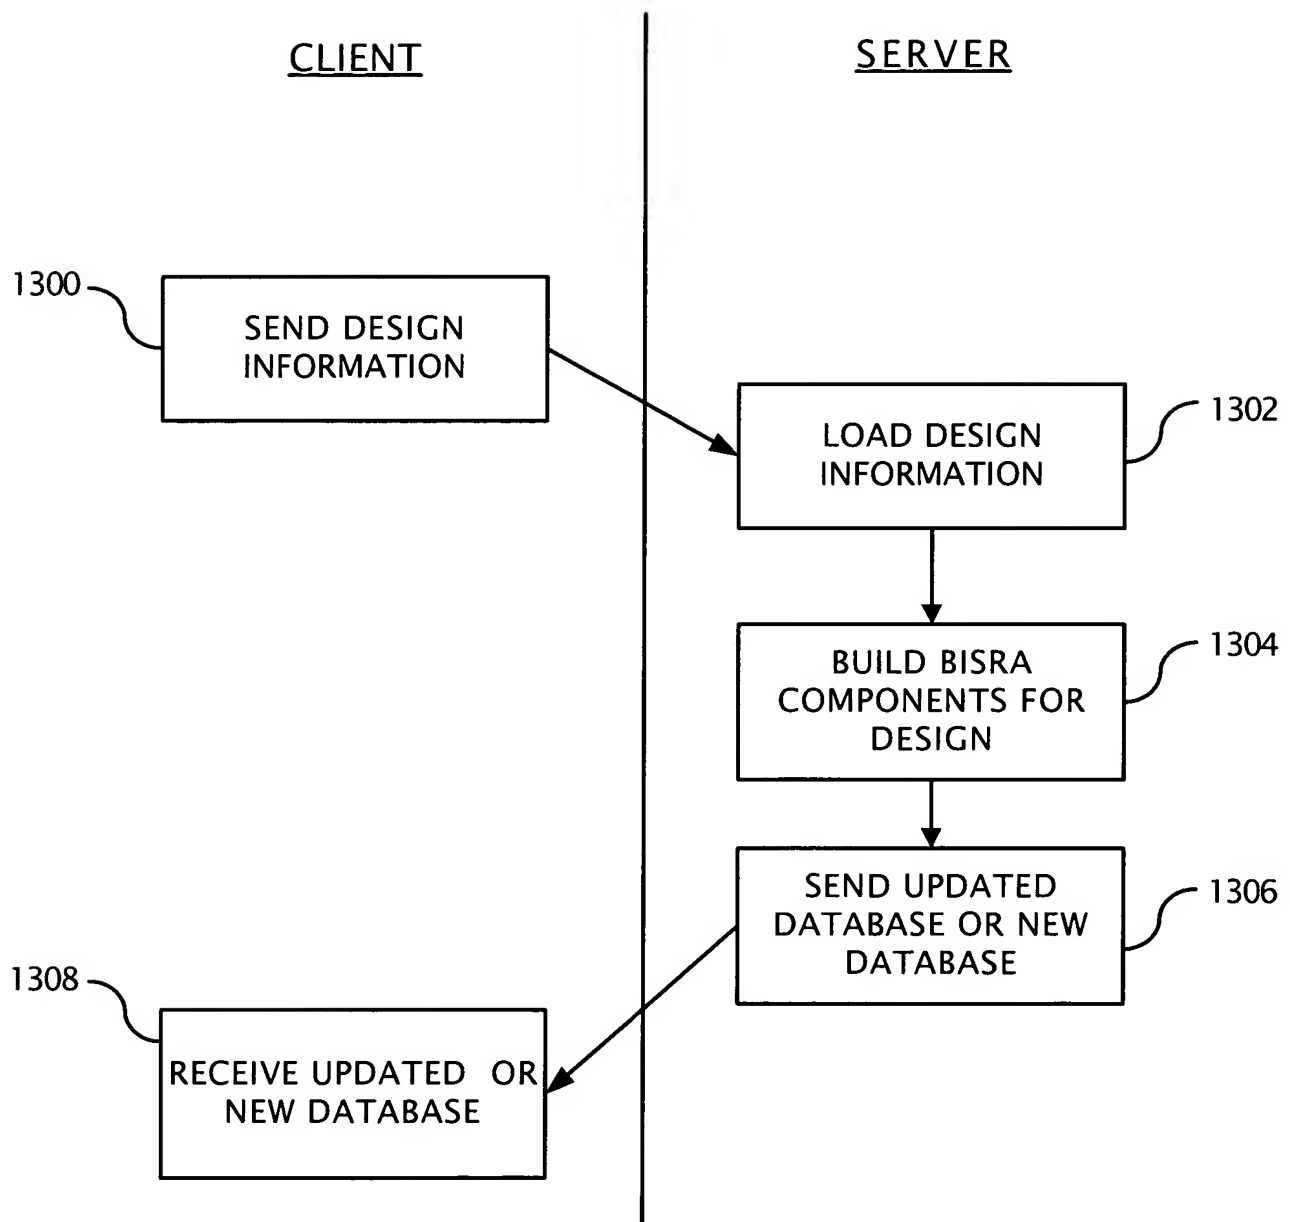 CLIENT
SERVER
1300
SEND DESIGN
INFORMATION
1302
LOAD DESIGN
INFORMATION
1304
BUILD BISRA
COMPONENTS FOR
DESIGN
1306
SEND UPDATED
DATABASE OR NEW
DATABASE
1308
RECEIVE UPDATED OR
NEW DATABASE